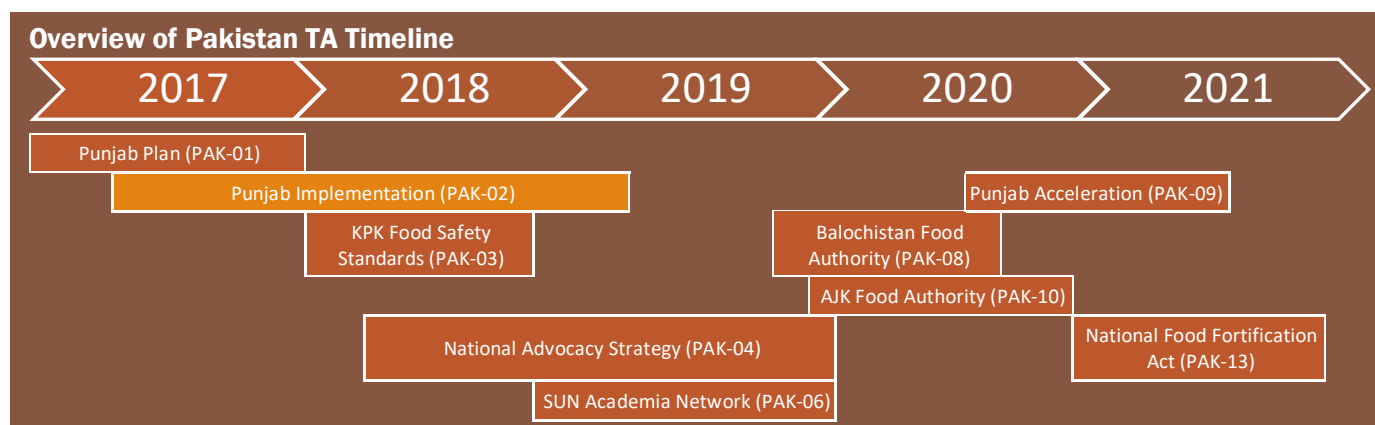 Overview of Pakistan TA Timeline
2017 2018 2019 2020 2021
Punjab Plan (PAK-01)
Punjab Implementation (PAK-02)
Punjab Acceleration (PAK-09)
KPK Food Safety
Standards (PAK-03)
Balochistan Food
Authority (PAK-08)
AJK Food Authority (PAK-10)
National Advocacy Strategy (PAK-04)
National Food Fortification
Act (PAK-13)
SUN Academia Network (PAK-06)